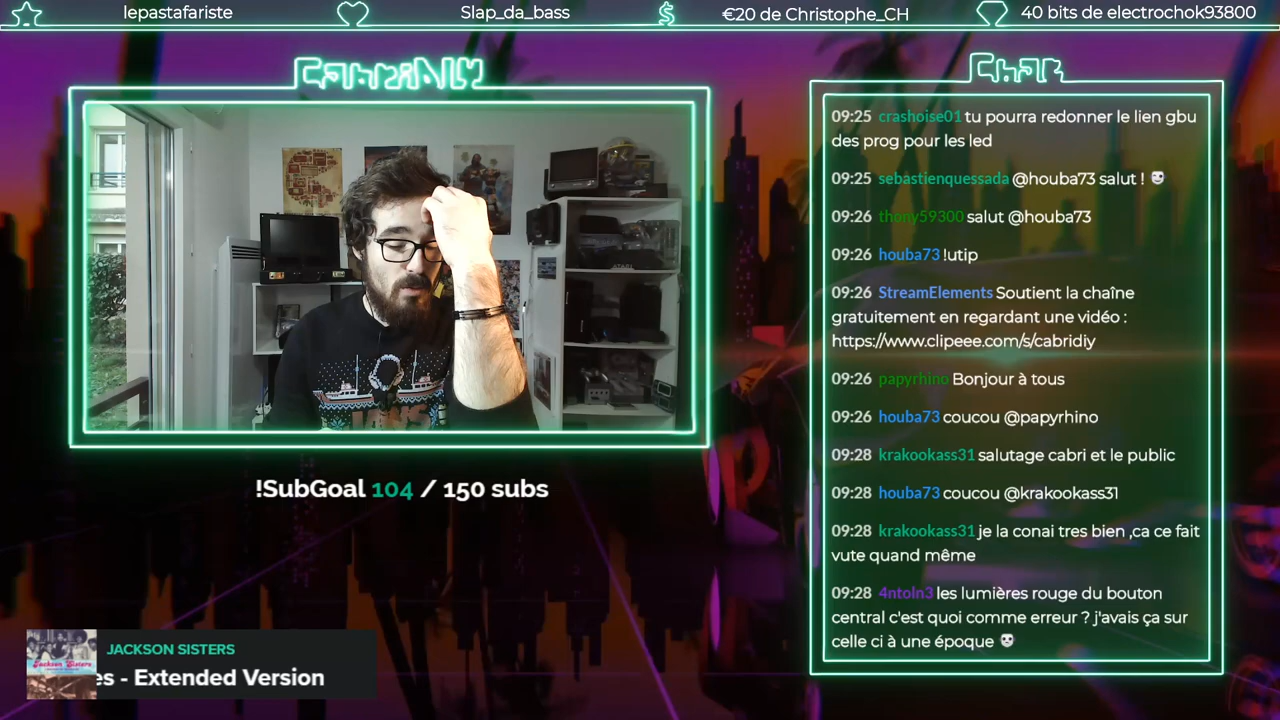 lepastafariste
Slap_da_bass
€20 de Christophe_CH
40 bits de electrochok93800
CabriDIY
Chat
09:25 crashoise01 tu pourra redonner le lien gbu
des prog pour les led
09:25 sebastienquessada @houba73 salut !
09:26 thony59300 salut @houba73
09:26 houba73 !utip
09:26 StreamElements Soutient la chaîne
gratuitement en regardant une vidéo :
https://www.clipeee.com/s/cabridiy
09:26 papyrhino Bonjour à tous
09:26 houba73 coucou @papyrhino
09:28 krakookass31 salutage cabri et le public
09:28 houba73 coucou @krakookass31
09:28 krakookass31 je la conai tres bien ,ca ce fait
vute quand même
09:28 4ntoln3 les lumières rouge du bouton
central c'est quoi comme erreur ? j'avais ça sur
celle ci à une époque
!SubGoal 104 / 150 subs
JACKSON SISTERS
es - Extended Version
Jackson Sisters
ATARI